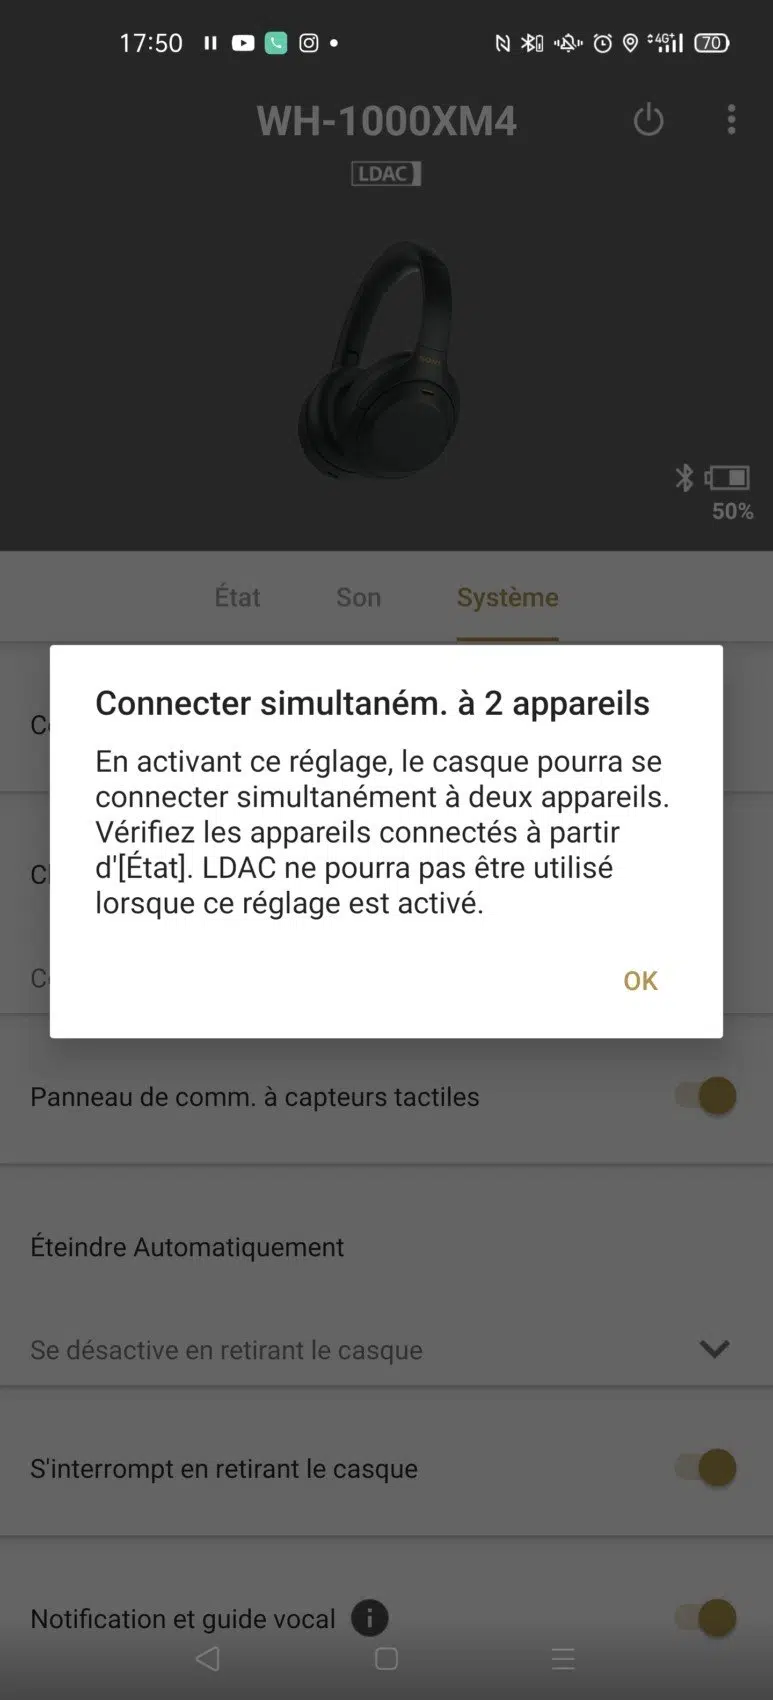 17:50
4G
70
WH-1000XM4
LDAC
SONY
50%
État
Son
Système
Connecter simultaném. à 2 appareils
En activant ce réglage, le casque pourra se
connecter simultanément à deux appareils.
Vérifiez les appareils connectés à partir
d'[État]. LDAC ne pourra pas être utilisé
lorsque ce réglage est activé.
OK
Panneau de comm. à capteurs tactiles
Éteindre Automatiquement
Se désactive en retirant le casque
S'interrompt en retirant le casque
Notification et guide vocal